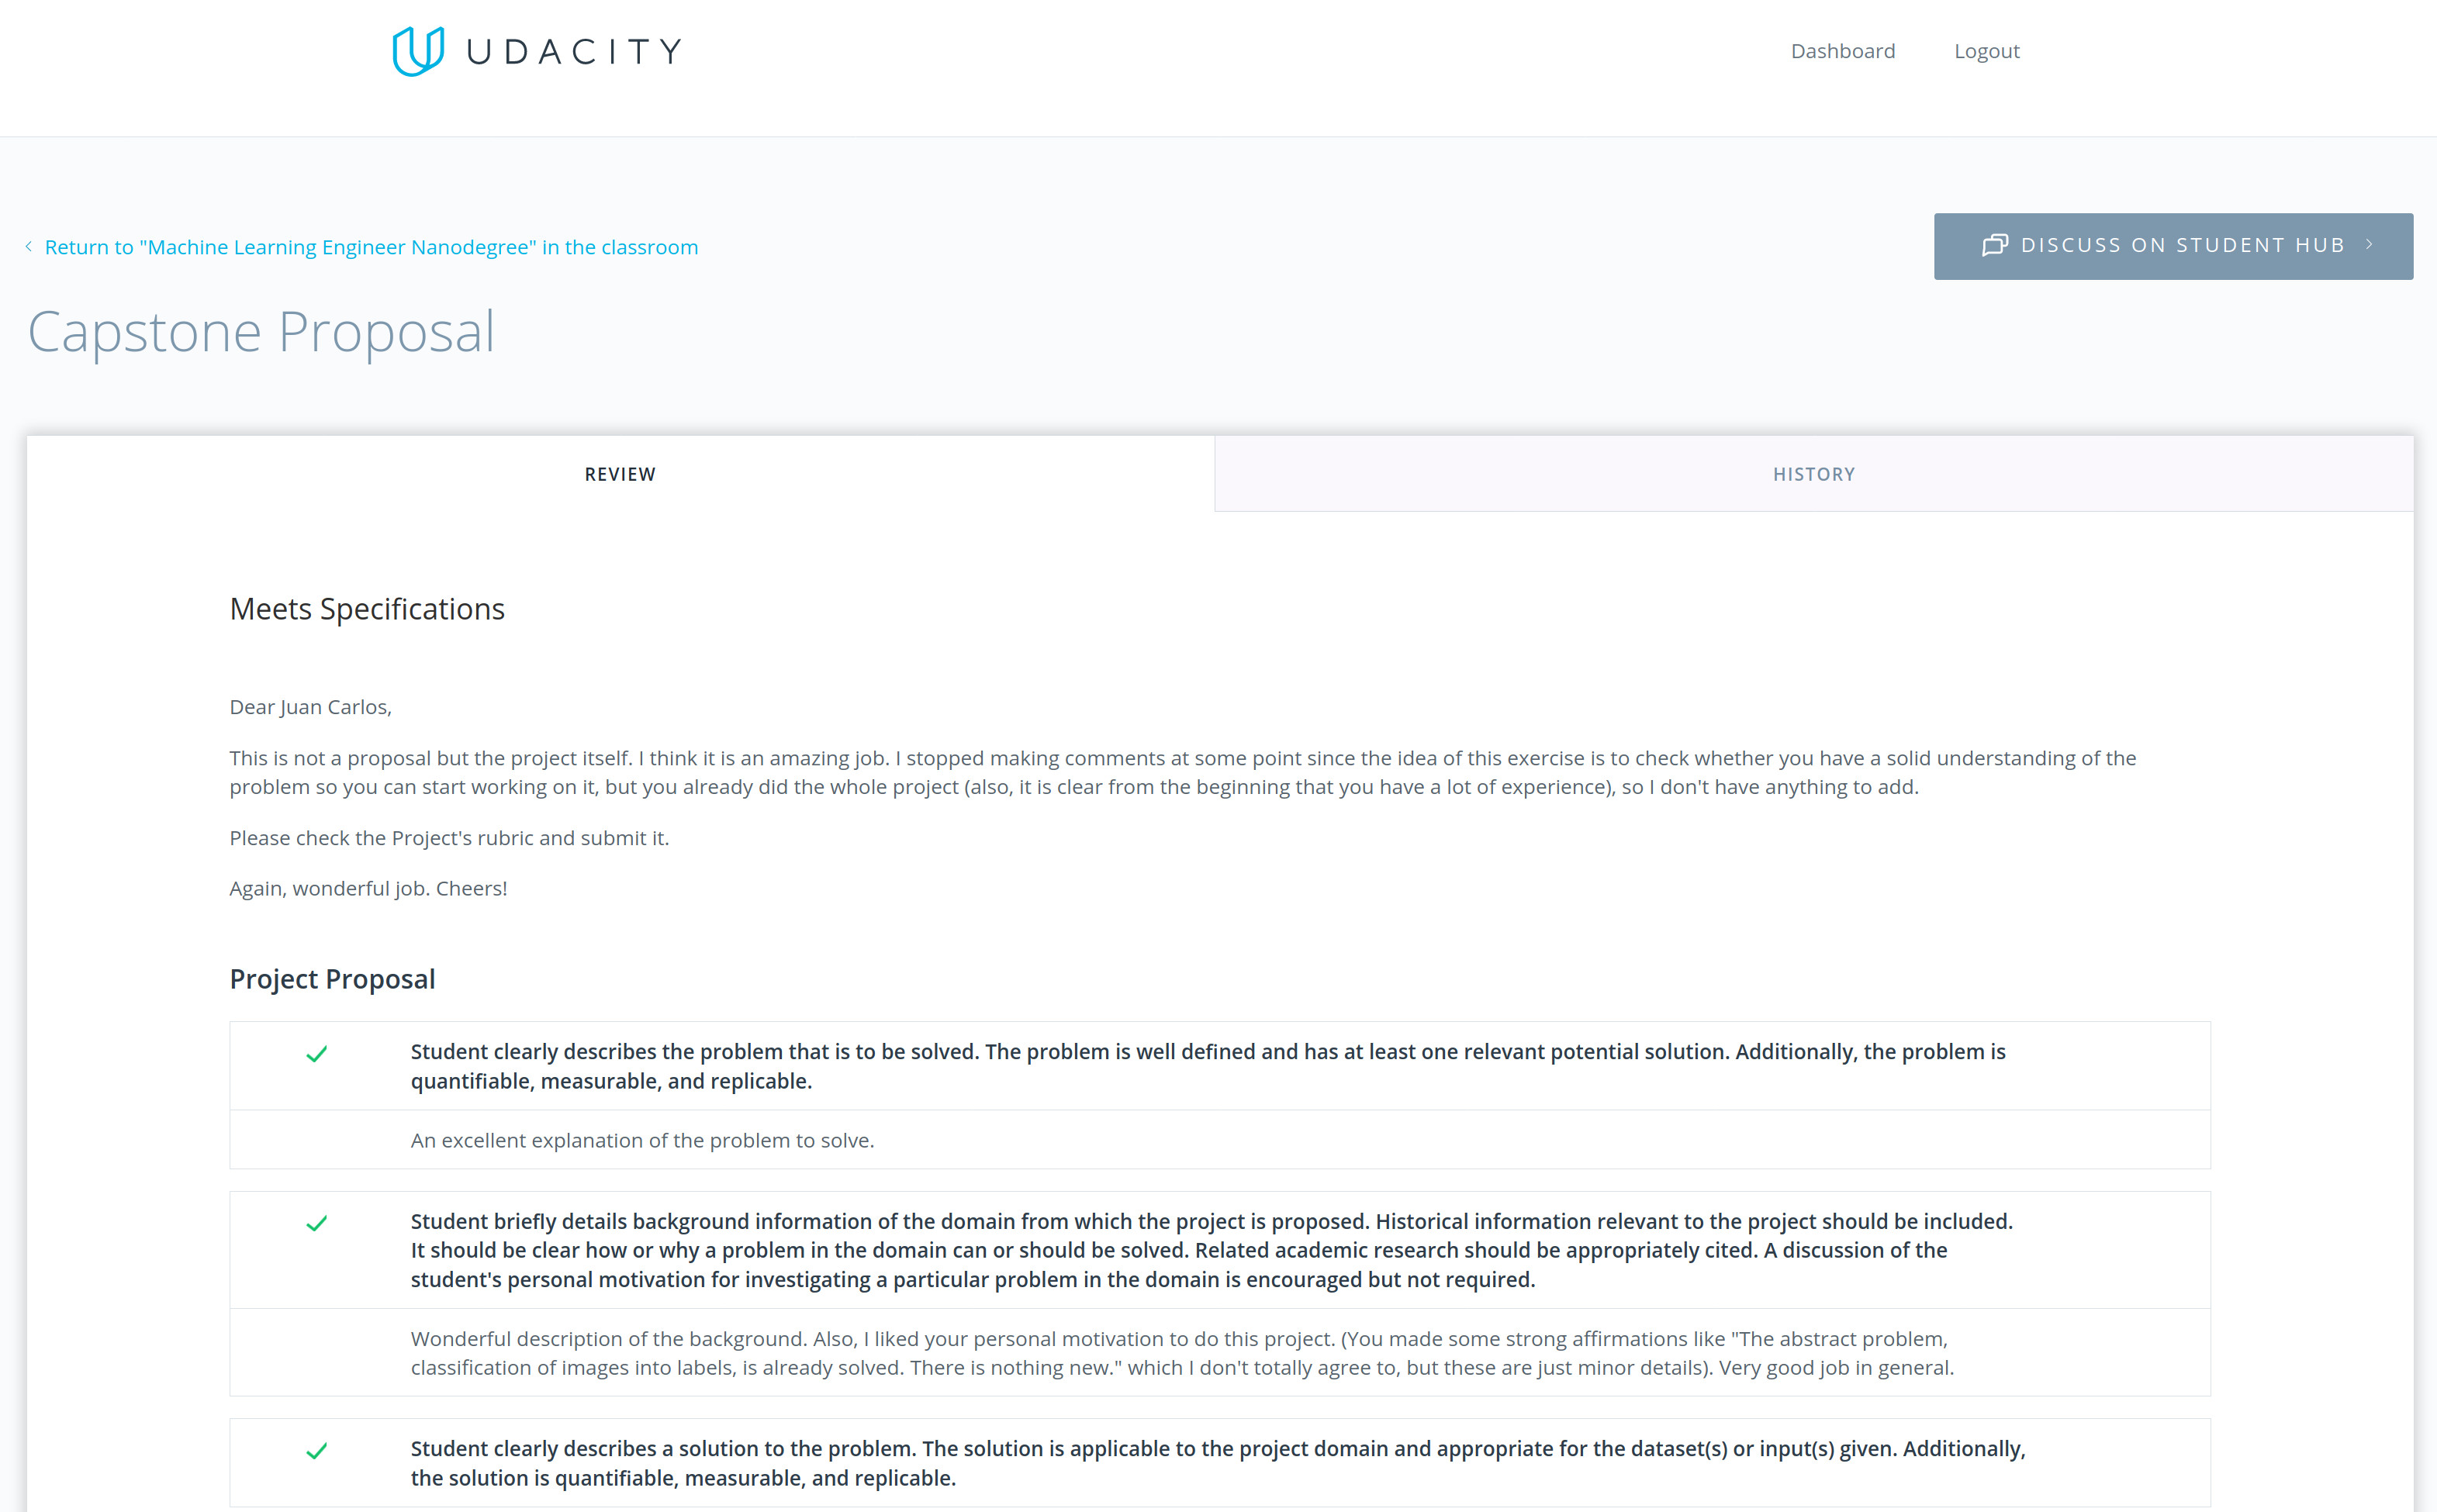 UDACITY
Dashboard
Logout
Return to "Machine Learning Engineer Nanodegree" in the classroom
DISCUSS ON STUDENT HUB
Capstone Proposal
REVIEW
HISTORY
Meets Specifications
Dear Juan Carlos,
This is not a proposal but the project itself. I think it is an amazing job. I stopped making comments at some point since the idea of this exercise is to check whether you have a solid understanding of the
problem so you can start working on it, but you already did the whole project (also, it is clear from the beginning that you have a lot of experience), so I don't have anything to add.
Please check the Project's rubric and submit it.
Again, wonderful job. Cheers!
Project Proposal
Student clearly describes the problem that is to be solved. The problem is well defined and has at least one relevant potential solution. Additionally, the problem is
quantifiable, measurable, and replicable.
An excellent explanation of the problem to solve.
Student briefly details background information of the domain from which the project is proposed. Historical information relevant to the project should be included.
It should be clear how or why a problem in the domain can or should be solved. Related academic research should be appropriately cited. A discussion of the
student's personal motivation for investigating a particular problem in the domain is encouraged but not required.
Wonderful description of the background. Also, I liked your personal motivation to do this project. (You made some strong affirmations like "The abstract problem,
classification of images into labels, is already solved. There is nothing new." which I don't totally agree to, but these are just minor details). Very good job in general.
Student clearly describes a solution to the problem. The solution is applicable to the project domain and appropriate for the dataset(s) or input(s) given. Additionally,
the solution is quantifiable, measurable, and replicable.